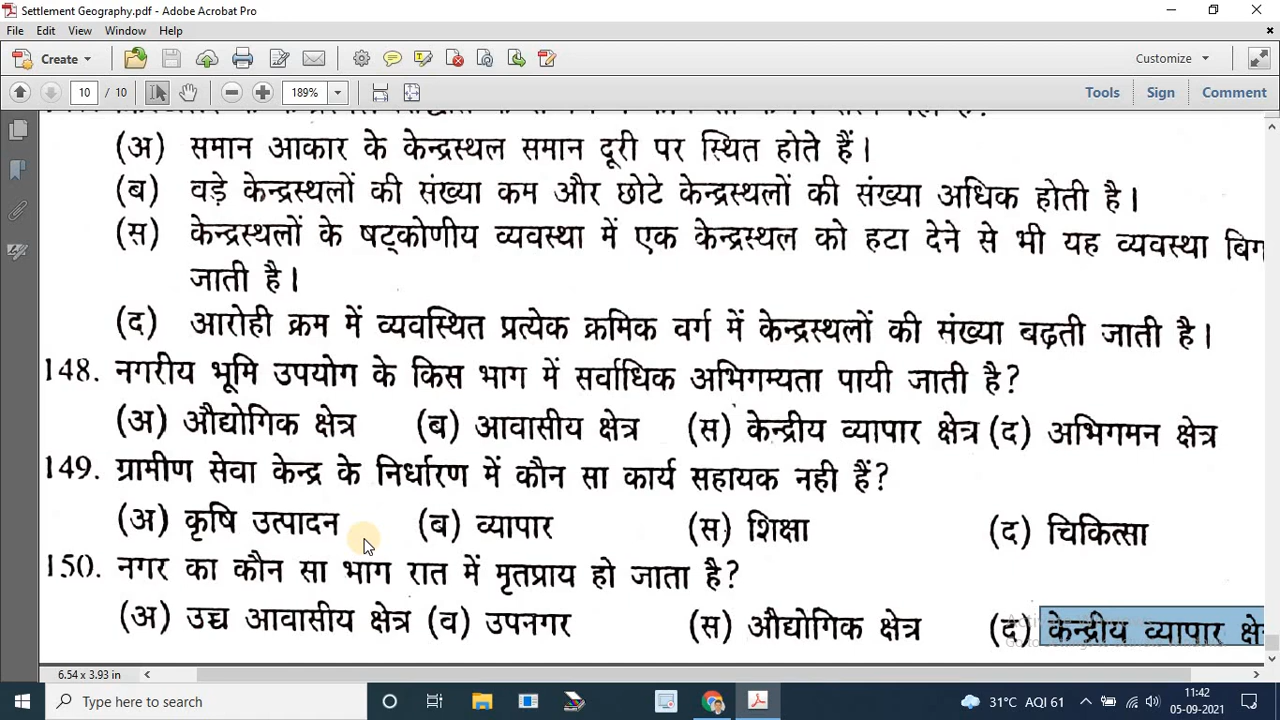 Settlement Geography.pdf - Adobe Acrobat Pro
File Edit View Window Help
Create Customize
10 / 10 189% Tools Sign Comment
(अ) समान आकार के केन्द्रस्थल समान दूरी पर स्थित होते हैं।
(ब) वड़े केन्द्रस्थलों की संख्या कम और छोटे केन्द्रस्थलों की संख्या अधिक होती है।
(स) केन्द्रस्थलों के षट्कोणीय व्यवस्था में एक केन्द्रस्थल को हटा देने से भी यह व्यवस्था बिग
जाती है।
(द) आरोही क्रम में व्यवस्थित प्रत्येक क्रमिक वर्ग में केन्द्रस्थलों की संख्या बढ़ती जाती है।
148. नगरीय भूमि उपयोग के किस भाग में सर्वाधिक अभिगम्यता पायी जाती है?
(अ) औद्योगिक क्षेत्र (ब) आवासीय क्षेत्र (स) केन्द्रीय व्यापार क्षेत्र (द) अभिगमन क्षेत्र
149. ग्रामीण सेवा केन्द्र के निर्धारण में कौन सा कार्य सहायक नही हैं?
(अ) कृषि उत्पादन (ब) व्यापार (स) शिक्षा (द) चिकित्सा
150. नगर का कौन सा भाग रात में मृतप्राय हो जाता है?
(अ) उच्च आवासीय क्षेत्र (व) उपनगर (स) औद्योगिक क्षेत्र (द) केन्द्रीय व्यापार क्षे
6.54 x 3.93 in
Type here to search 31°C AQI 61 11:42
05-09-2021